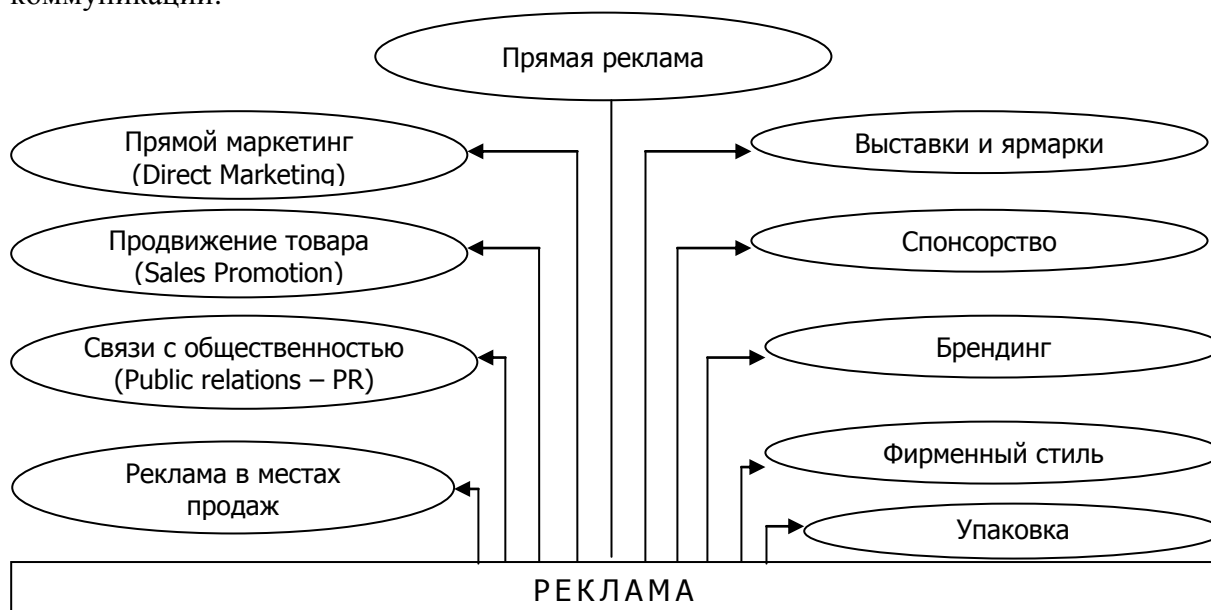 коммуникации:
Прямая реклама
Прямой маркетинг
(Direct Marketing)
Выставки и ярмарки
Продвижение товара
(Sales Promotion)
Спонсорство
Связи с общественностью
(Public relations – PR)
Брендинг
Реклама в местах
продаж
Фирменный стиль
Упаковка
РЕКЛАМА